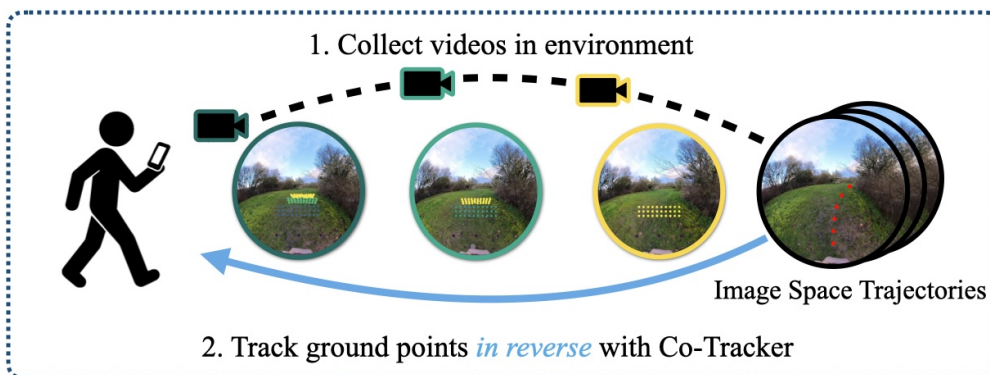 1. Collect videos in environment
Image Space Trajectories
2. Track ground points in reverse with Co-Tracker